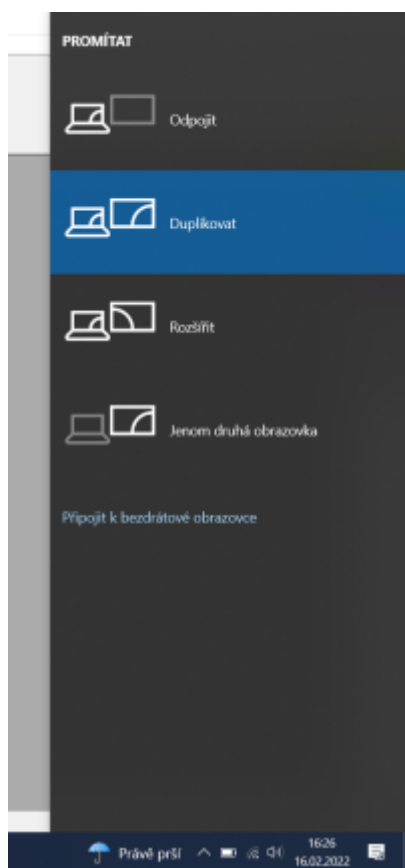 PROMÍTAT
Odpojit
Duplikovat
Rozšířit
Jenom druhá obrazovka
Připojit k bezdrátové obrazovce
Právě prší
16:26
16.02.2022